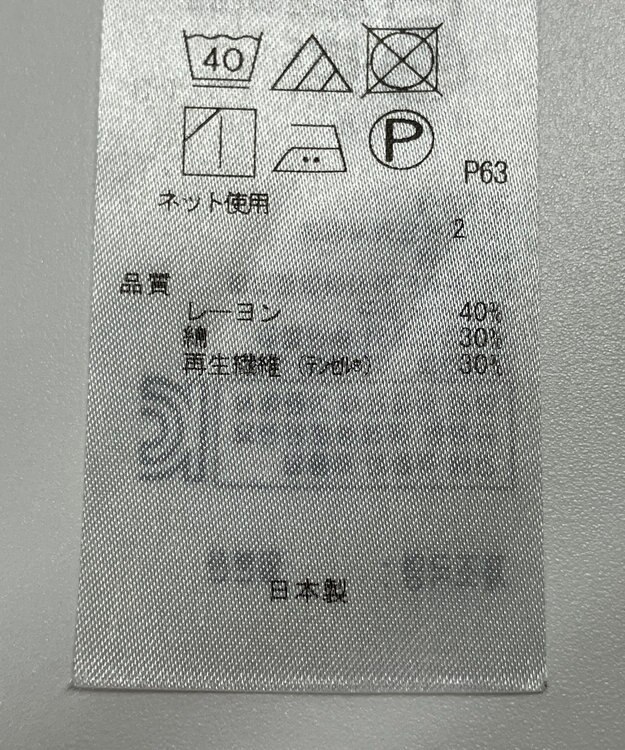 40
P
P63
ネット使用
2
品質
レーヨン 40%
綿 30%
再生繊維（テンセル®） 30%
日本製